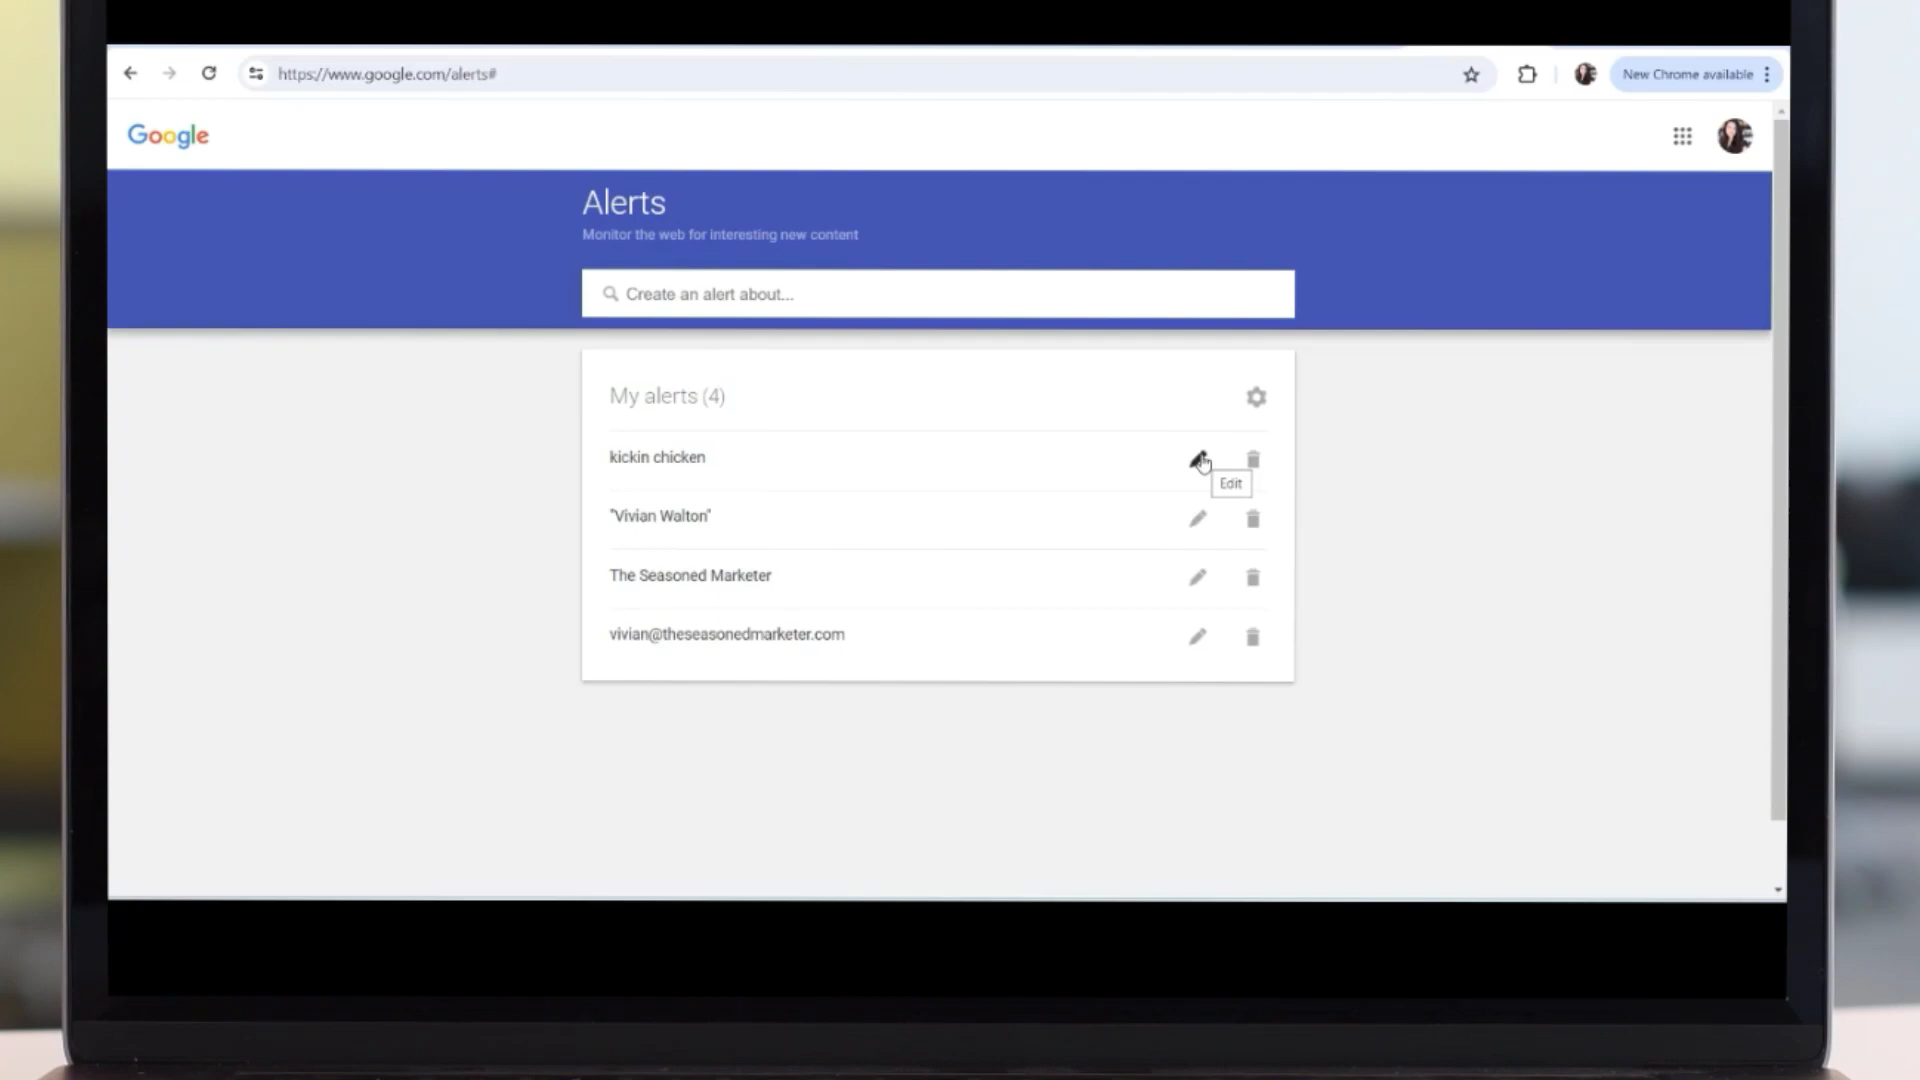 https://www.google.com/alerts#
New Chrome available
Google
Alerts
Monitor the web for interesting new content
Create an alert about...
My alerts (4)
kickin chicken
Edit
"Vivian Walton"
The Seasoned Marketer
vivian@theseasonedmarketer.com